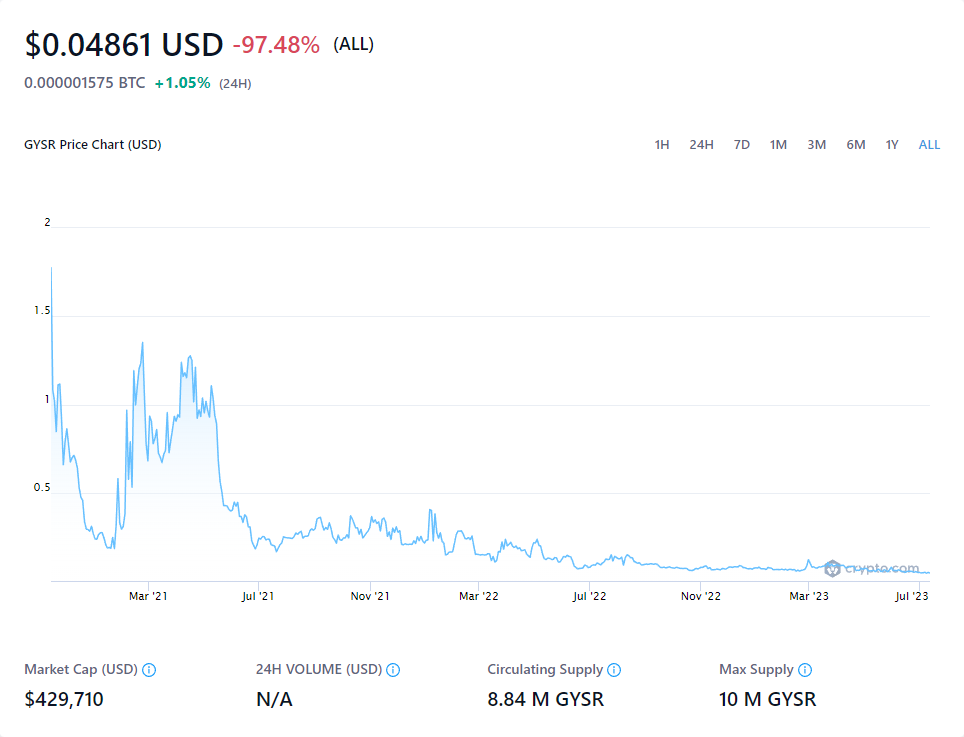 $0.04861 USD -97.48% (ALL)
0.000001575 BTC +1.05% (24H)
GYSR Price Chart (USD) 1H 24H 7D 1M 3M 6M 1Y ALL
2
1.5
1
0.5
crypto.com
Mar '21 Jul '21 Nov '21 Mar '22 Jul '22 Nov '22 Mar '23 Jul '23
Market Cap (USD) 24H VOLUME (USD) Circulating Supply Max Supply
$429,710 N/A 8.84 M GYSR 10 M GYSR